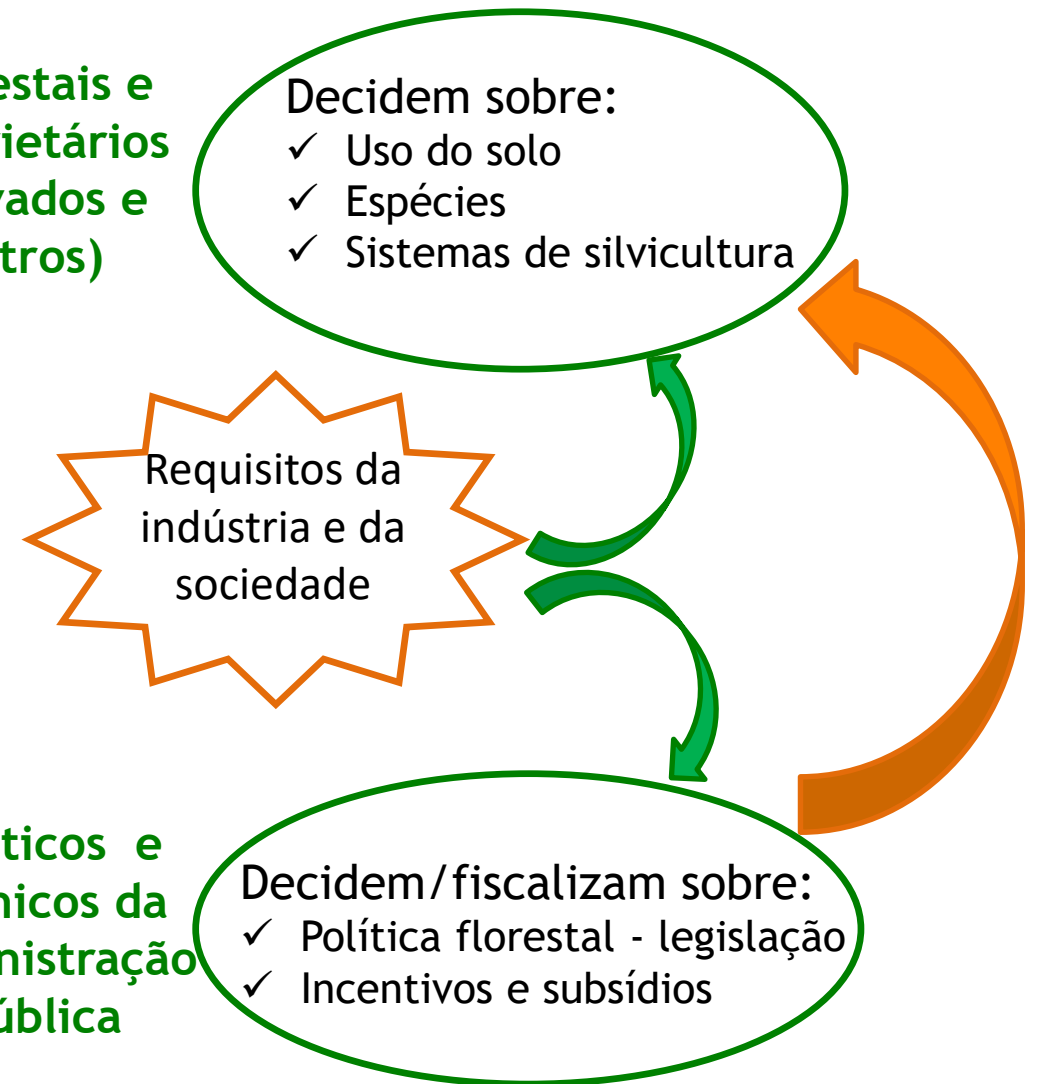 estais e
ietários
vados e
tros)
Decidem sobre:
✓ Uso do solo
✓ Espécies
✓ Sistemas de silvicultura
Requisitos da
indústria e da
sociedade
ticos e
nicos da
nistração
ública
Decidem/fiscalizam sobre:
✓ Política florestal - legislação
✓ Incentivos e subsídios